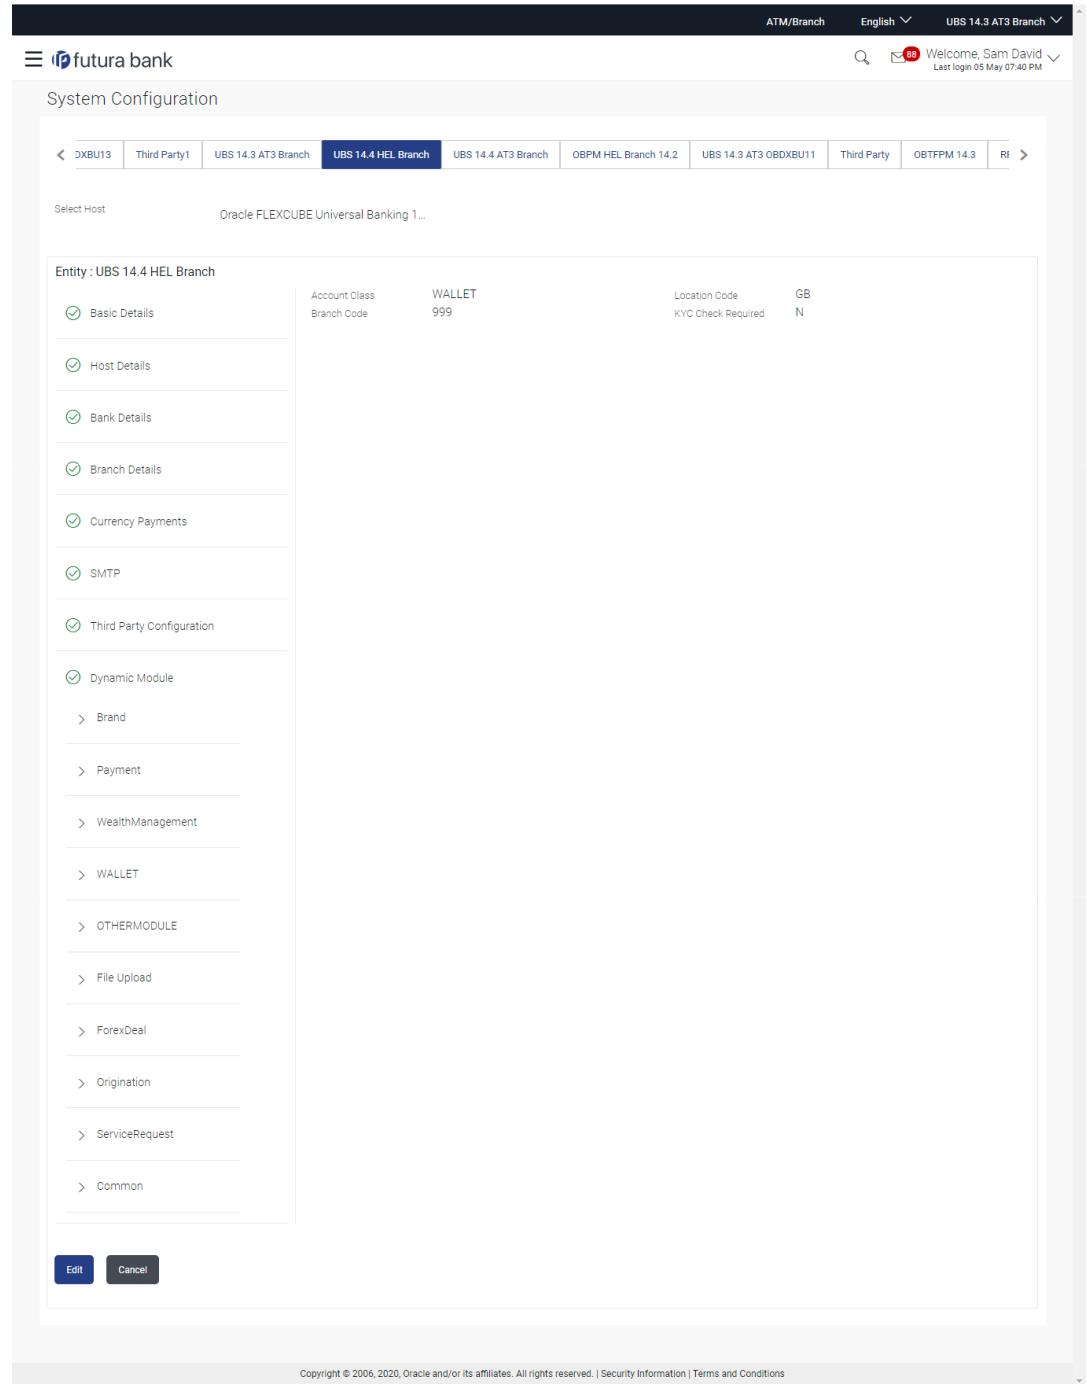 ATM/Branch English UBS 14.3 AT3 Branch
futura bank 88 Welcome, Sam David
Last login 05 May 07:40 PM
System Configuration
DXBU13 Third Party1 UBS 14.3 AT3 Branch UBS 14.4 HEL Branch UBS 14.4 AT3 Branch OBPM HEL Branch 14.2 UBS 14.3 AT3 OBDXBU11 Third Party OBTFPM 14.3
Select Host Oracle FLEXCUBE Universal Banking 1...
Entity : UBS 14.4 HEL Branch
Account Class WALLET Location Code GB
Branch Code 999 KYC Check Required N
Basic Details
Host Details
Bank Details
Branch Details
Currency Payments
SMTP
Third Party Configuration
Dynamic Module
Brand
Payment
WealthManagement
WALLET
OTHERMODULE
File Upload
ForexDeal
Origination
ServiceRequest
Common
Edit Cancel
Copyright © 2006, 2020, Oracle and/or its affiliates. All rights reserved. | Security Information | Terms and Conditions